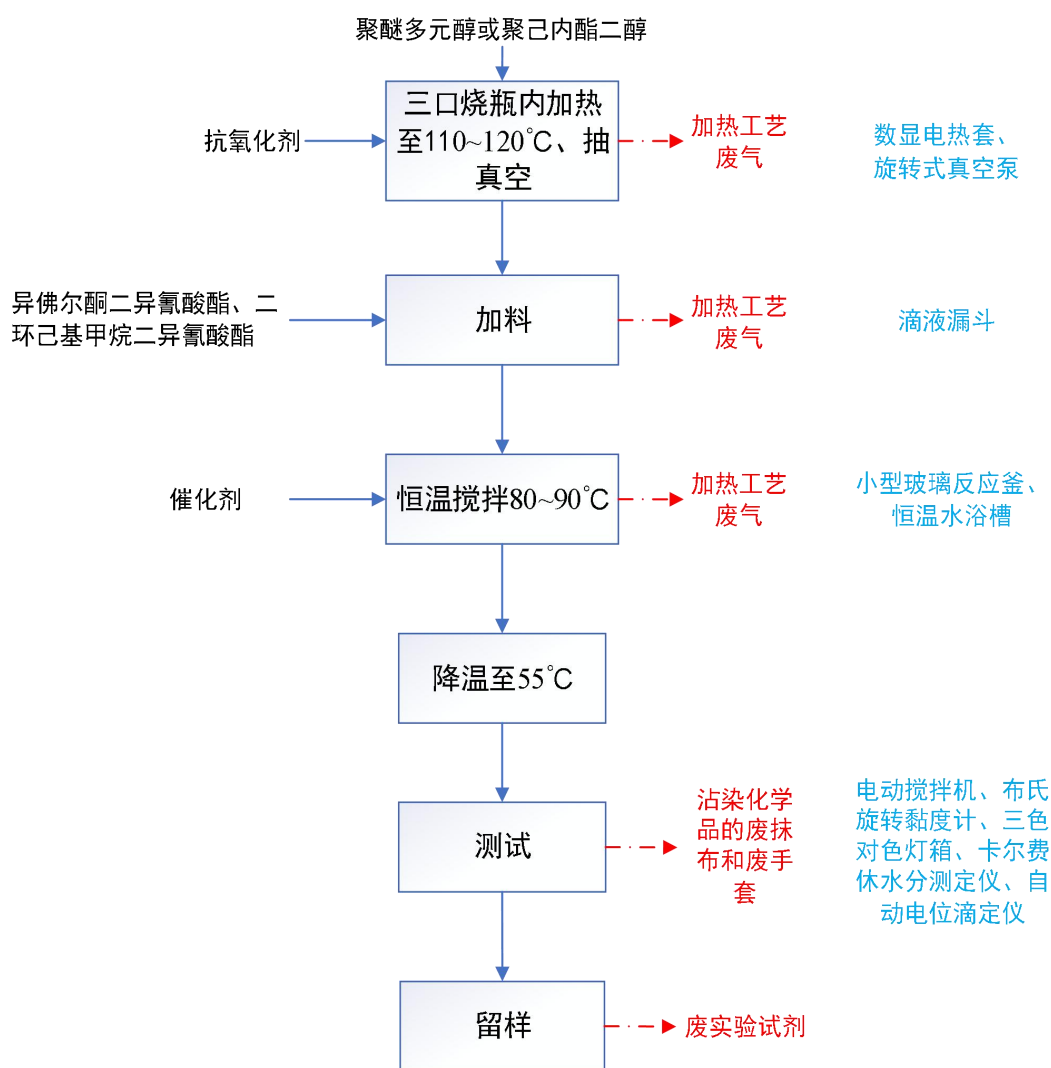 聚醚多元醇或聚己内酯二醇
三口烧瓶内加热
至110~120℃、抽
真空
抗氧化剂
加热工艺
废气
数显电热套、
旋转式真空泵
异佛尔酮二异氰酸酯、二
环己基甲烷二异氰酸酯
加料
加热工艺
废气
滴液漏斗
催化剂
恒温搅拌80~90℃
加热工艺
废气
小型玻璃反应釜、
恒温水浴槽
降温至55℃
测试
沾染化学
品的废抹
布和废手
套
电动搅拌机、布氏
旋转黏度计、三色
对色灯箱、卡尔费
休水分测定仪、自
动电位滴定仪
留样
废实验试剂